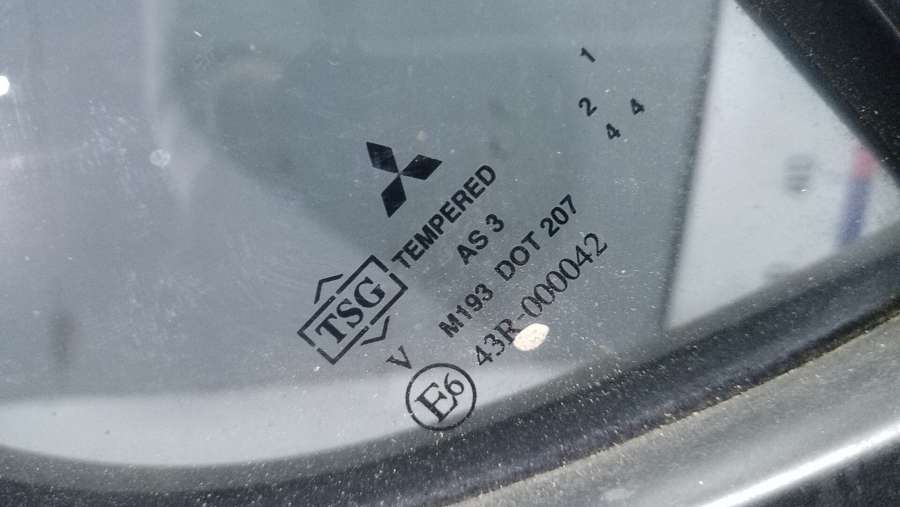 1
2 4
4
TEMPERED
AS 3
TSG
M193 DOT 207
V
43R-000042
E6